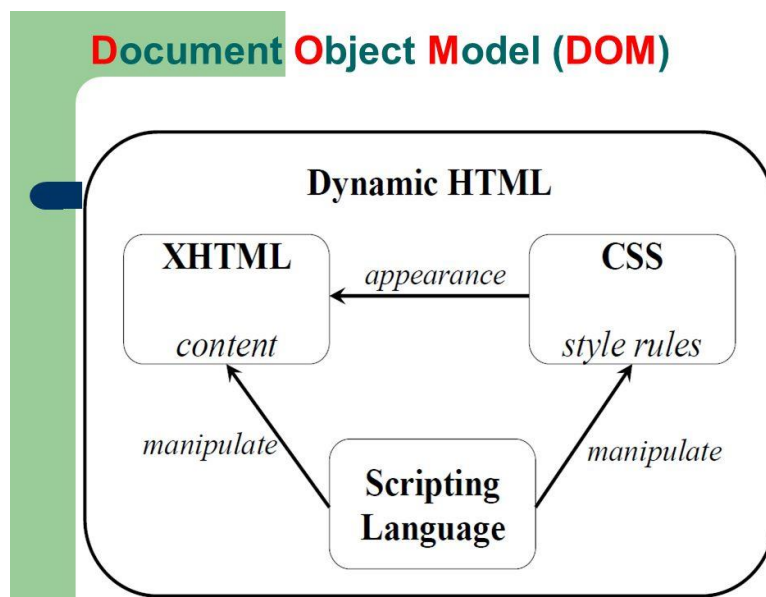 Document Object Model (DOM)
Dynamic HTML
XHTML
CSS
appearance
content
style rules
manipulate
manipulate
Scripting
Language